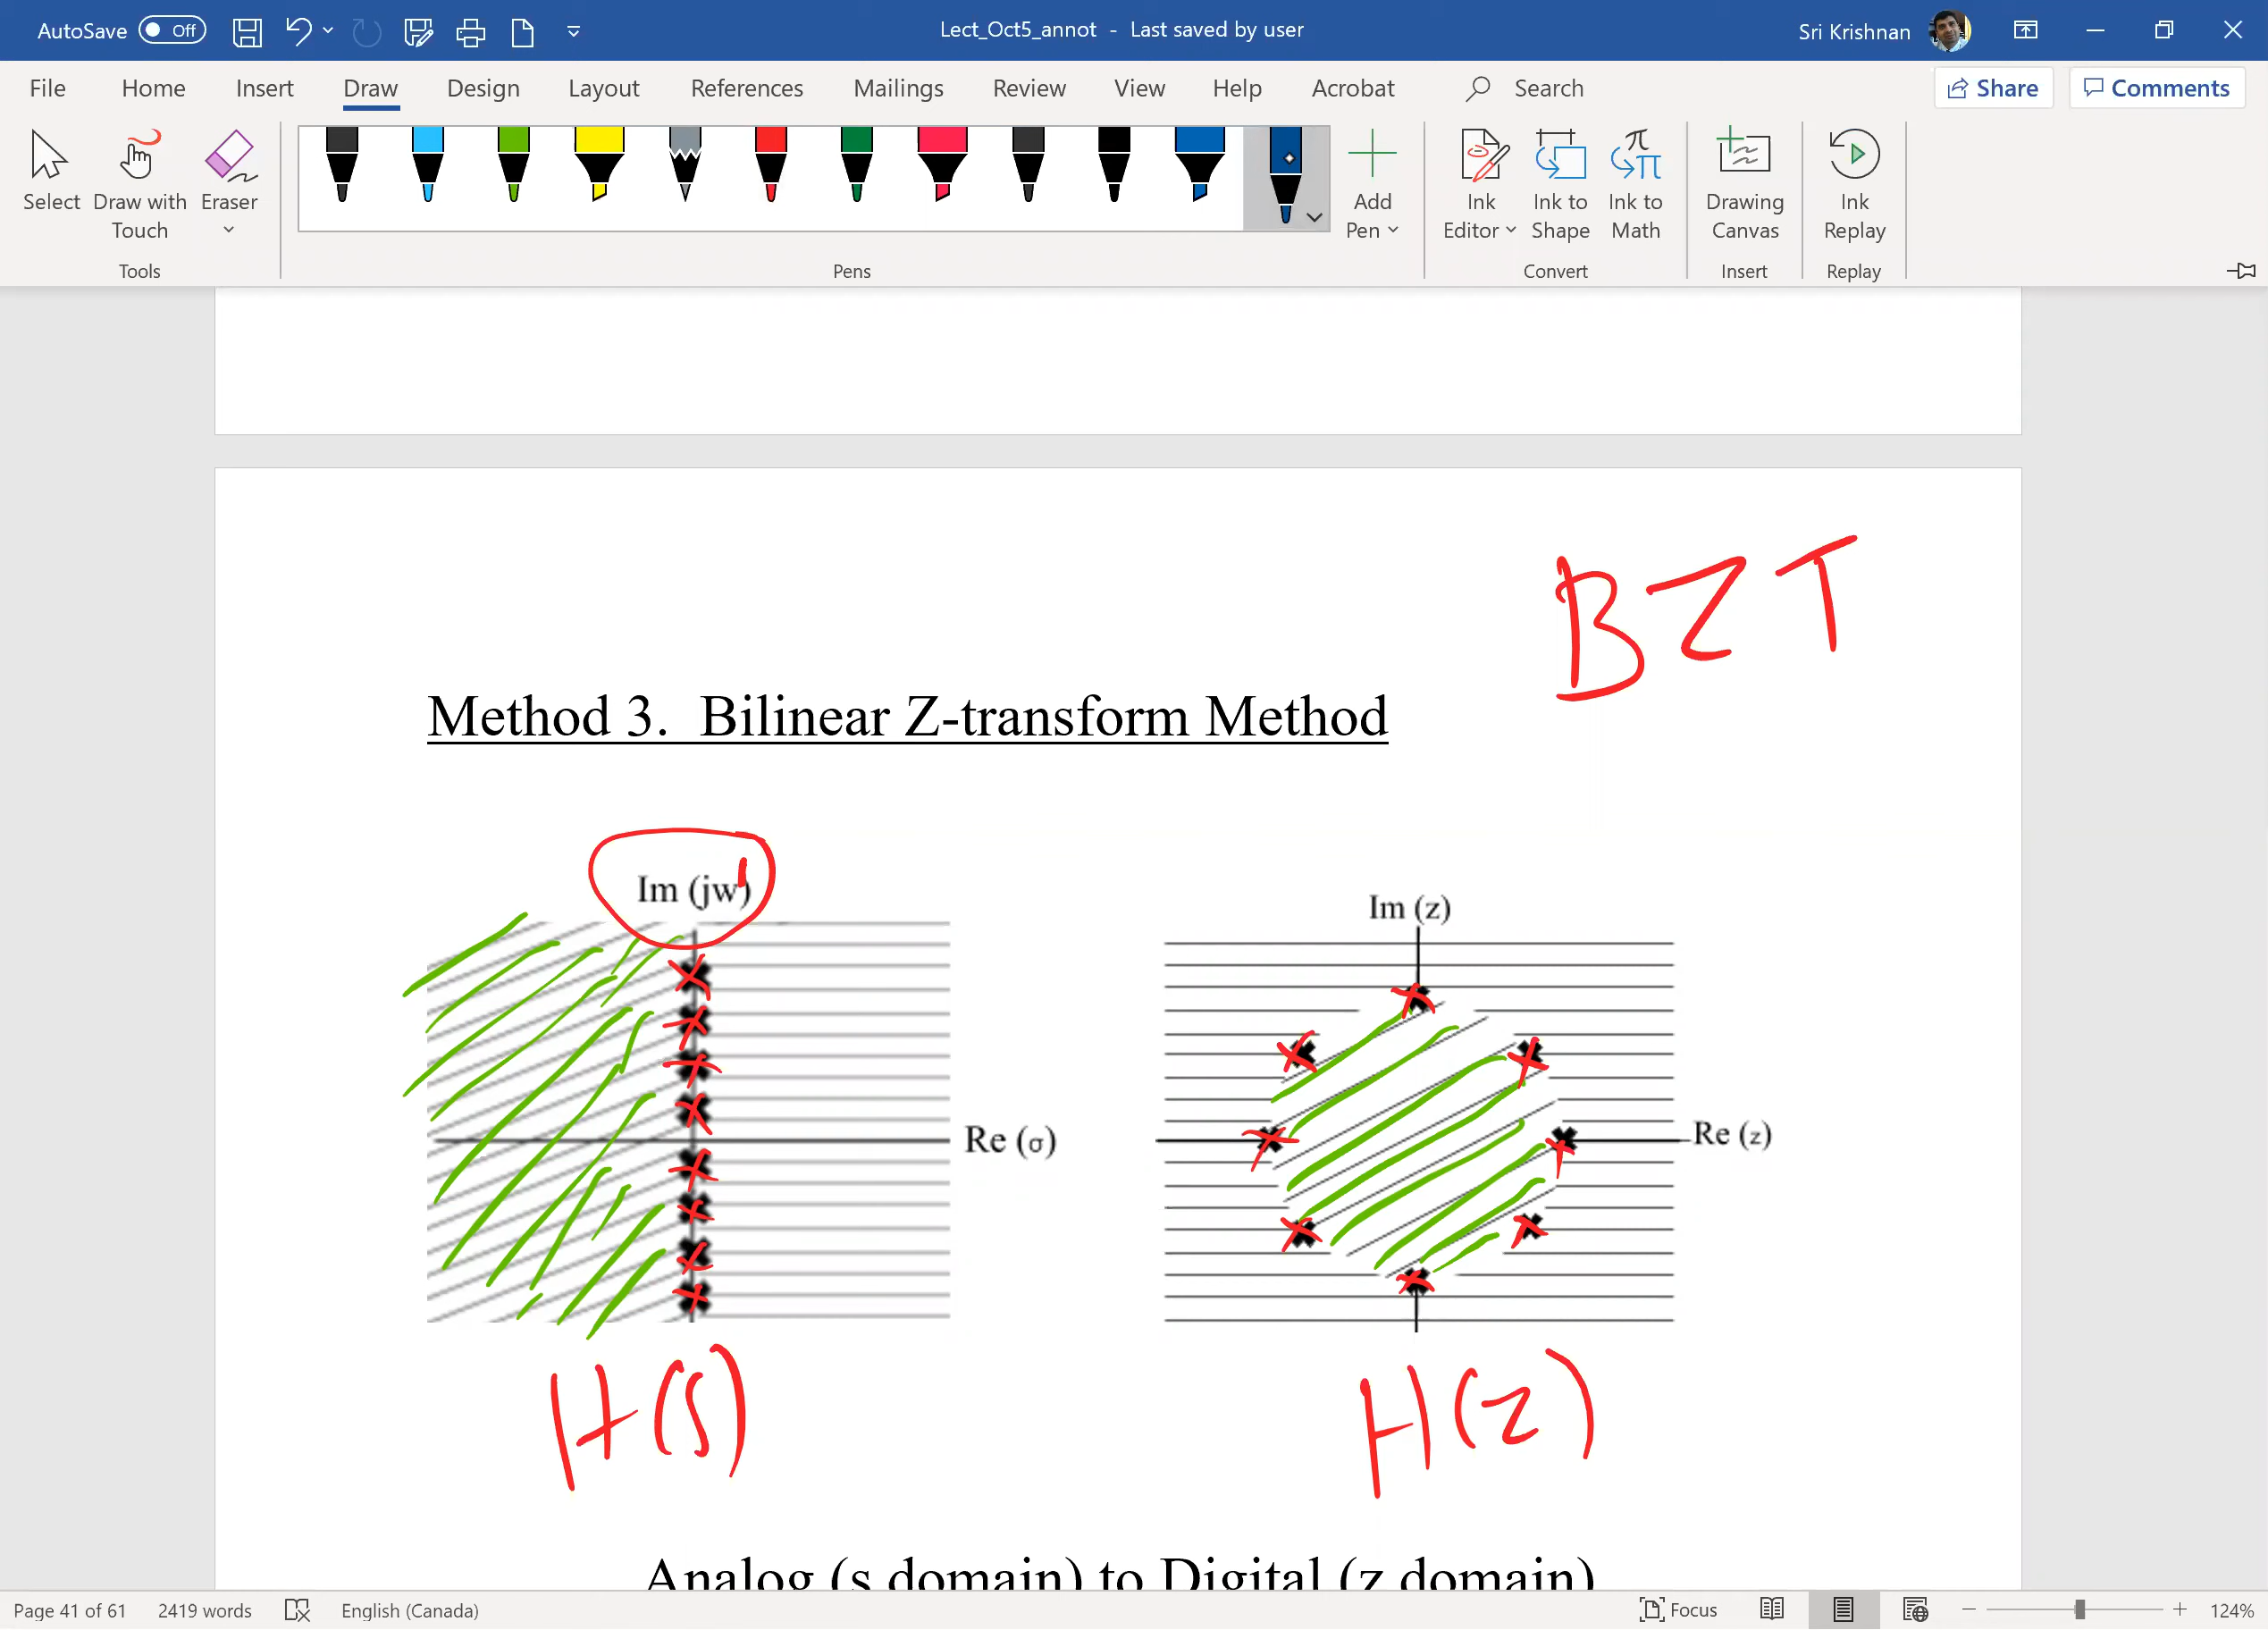 AutoSave Off Lect_Oct5_annot - Last saved by user Sri Krishnan
File Home Insert Draw Design Layout References Mailings Review View Help Acrobat Search Share Comments
Select Draw with Touch Eraser Add Pen Ink Editor Ink to Shape π π Ink to Math Drawing Canvas Ink Replay
Tools Pens Convert Insert Replay
BZT
Method 3. Bilinear Z-transform Method
Im (jw')
Im (z)
Re (σ)
Re (z)
H(s) H(z)
Analog (s domain) to Digital (z domain)
Page 41 of 61 2419 words English (Canada) Focus 124%